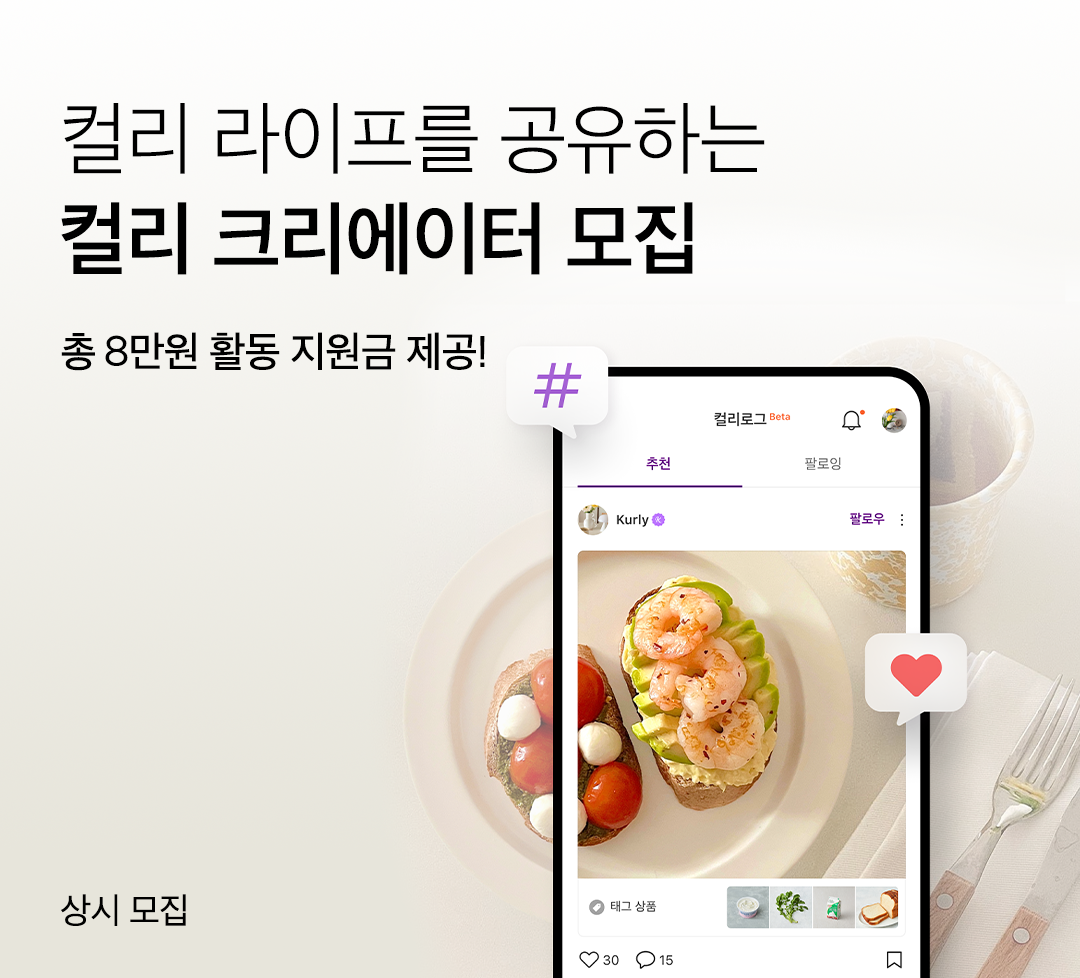 컬리 라이프를 공유하는
컬리 크리에이터 모집
총 8만원 활동 지원금 제공!
#
컬리로그 Beta
추천 팔로잉
Kurly 팔로우
태그 상품
30 15
상시 모집